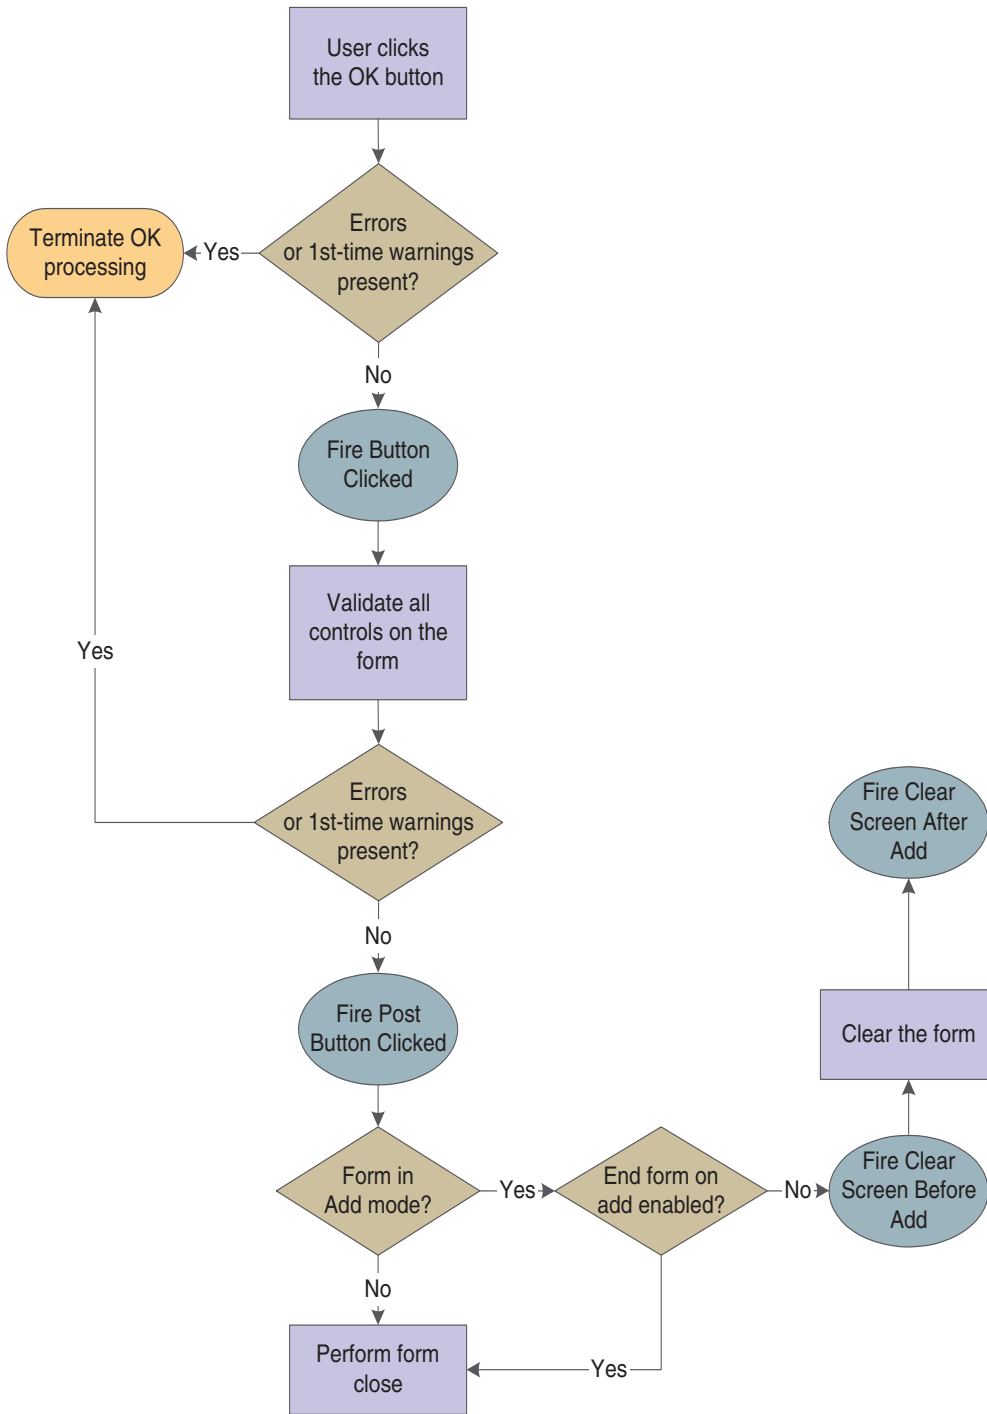 User clicks
the OK button
Errors
or 1st-time warnings
present?
Yes
Terminate OK
processing
No
Fire Button
Clicked
Validate all
controls on the
form
Yes
Errors
or 1st-time warnings
present?
No
Fire Post
Button Clicked
Form in
Add mode?
Yes
End form on
add enabled?
No
Fire Clear
Screen Before
Add
Clear the form
Fire Clear
Screen After
Add
No
Yes
Perform form
close